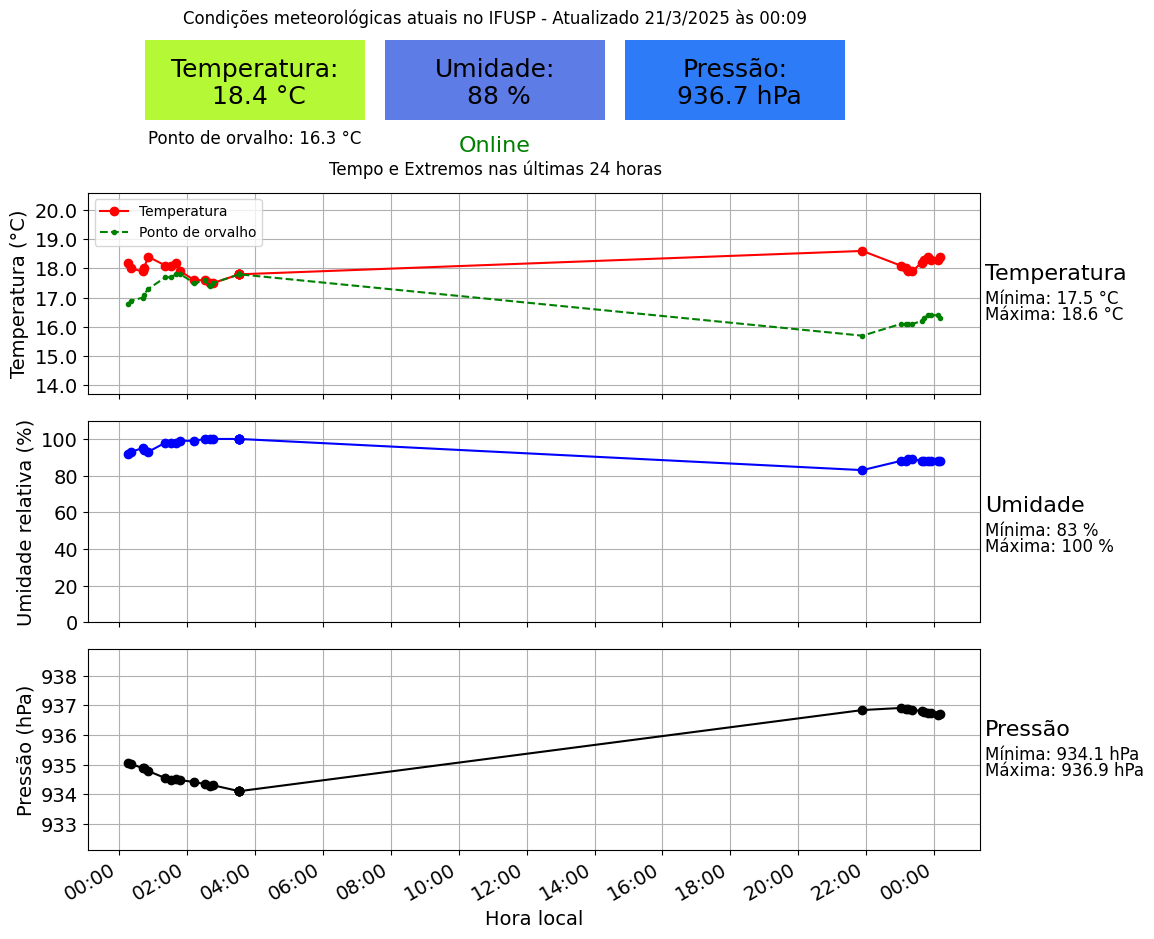 Condições meteorológicas atuais no IFUSP - Atualizado 21/3/2025 às 00:09
Temperatura:
18.4 °C
Umidade:
88 %
Pressão:
936.7 hPa
Ponto de orvalho: 16.3 °C
Online
Tempo e Extremos nas últimas 24 horas
Temperatura (°C)
20.0
19.0
18.0
17.0
16.0
15.0
14.0
Temperatura
Ponto de orvalho
Temperatura
Mínima: 17.5 °C
Máxima: 18.6 °C
Umidade relativa (%)
100
80
60
40
20
0
Umidade
Mínima: 83 %
Máxima: 100 %
Pressão (hPa)
938
937
936
935
934
933
Pressão
Mínima: 934.1 hPa
Máxima: 936.9 hPa
00:00 02:00 04:00 06:00 08:00 10:00 12:00 14:00 16:00 18:00 20:00 22:00 00:00
Hora local